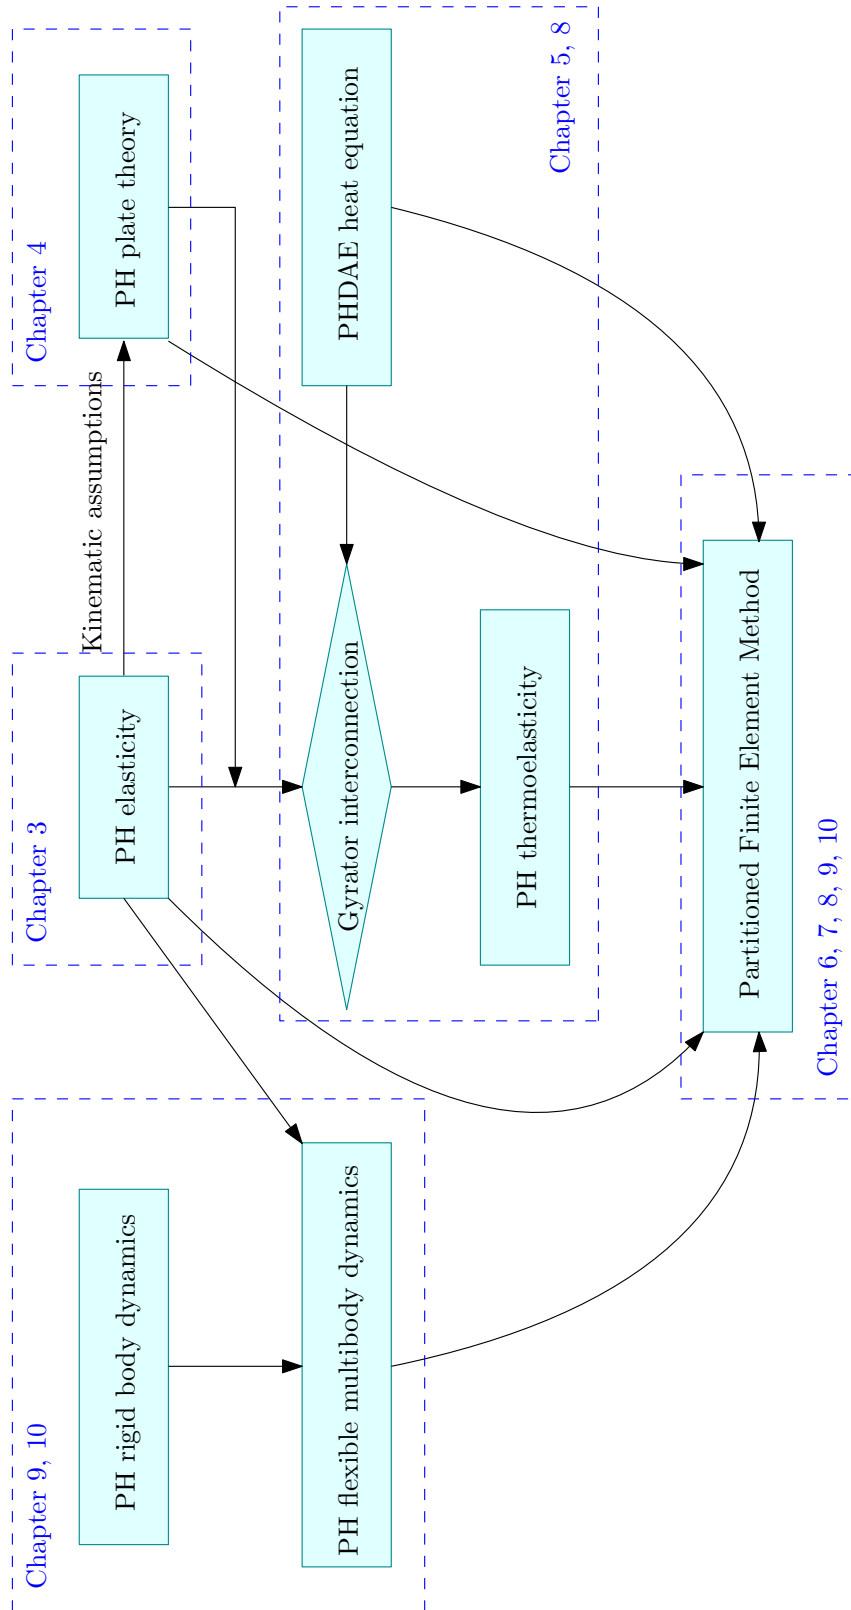 Chapter 9, 10
PH rigid body dynamics
PH flexible multibody dynamics
Chapter 3
PH elasticity
Kinematic assumptions
Chapter 4
PH plate theory
Gyrator interconnection
PHDAE heat equation
Chapter 5, 8
PH thermoelasticity
Partitioned Finite Element Method
Chapter 6, 7, 8, 9, 10